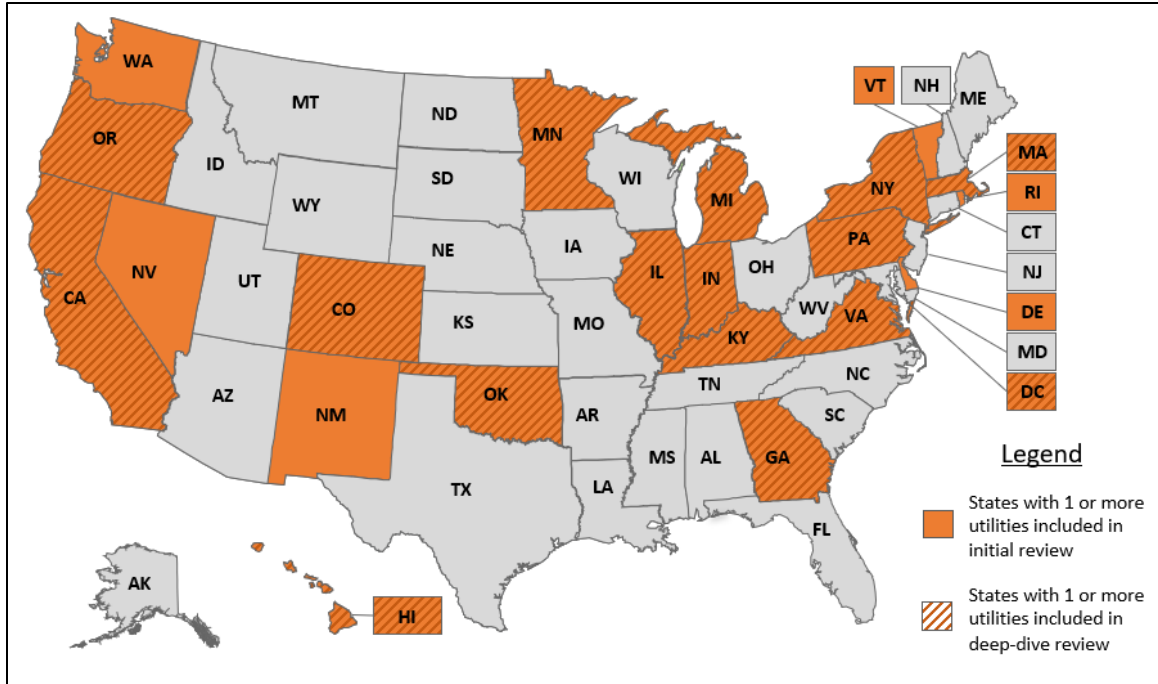 WA
MT
ND
MN
VT
NH
ME
OR
ID
SD
WI
MI
NY
MA
RI
CT
NJ
DE
MD
DC
WY
NE
IA
PA
NV
UT
CO
KS
MO
IL
IN
OH
WV
VA
KY
CA
AZ
NM
OK
AR
TN
NC
SC
TX
LA
MS
AL
GA
FL
AK
HI
Legend
States with 1 or more
utilities included in
initial review
States with 1 or more
utilities included in
deep-dive review